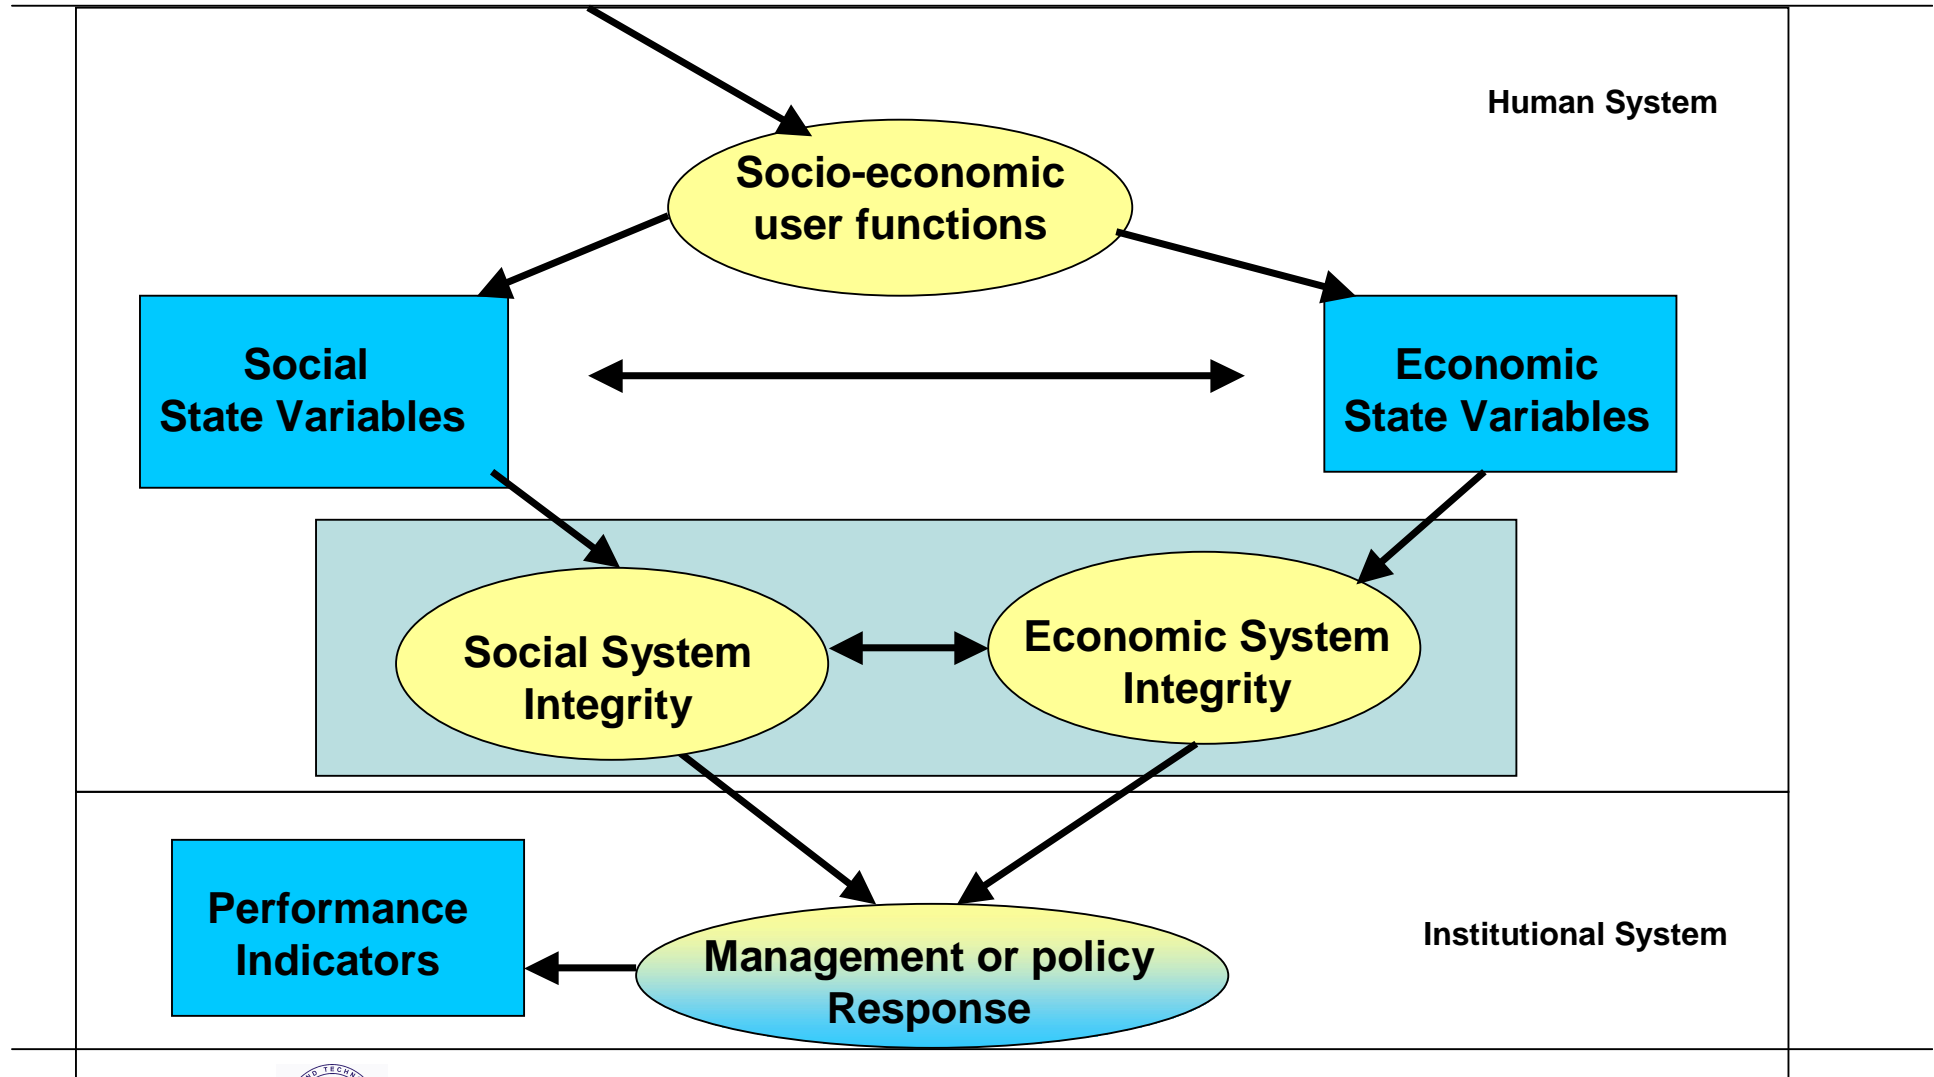 Human System
Socio-economic
user functions
Social
State Variables
Economic
State Variables
Social System
Integrity
Economic System
Integrity
Performance
Indicators
Management or policy
Response
Institutional System